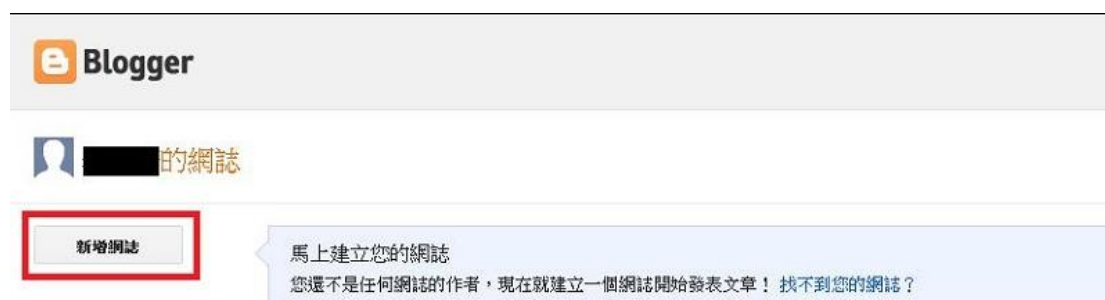 Blogger
的網誌
新增網誌
馬上建立您的網誌
您還不是任何網誌的作者，現在就建立一個網誌開始發表文章！ 找不到您的網誌？